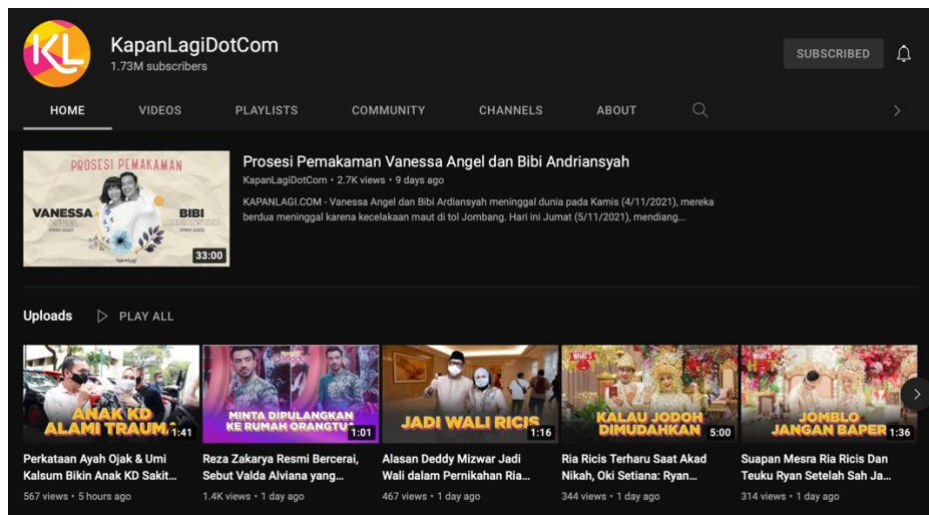 KL
KapanLagiDotCom
1.73M subscribers
SUBSCRIBED
HOME VIDEOS PLAYLISTS COMMUNITY CHANNELS ABOUT
PROSESI PEMAKAMAN
VANESSA
ANGEL
BIBI
33:00
Prosesi Pemakaman Vanessa Angel dan Bibi Andriansyah
KapanLagiDotCom • 2.7K views • 9 days ago
KAPANLAGI.COM - Vanessa Angel dan Bibi Ardiansyah meninggal dunia pada Kamis (4/11/2021), mereka
berdua meninggal karena kecelakaan maut di tol Jombang. Hari ini Jumat (5/11/2021), mendiang...
Uploads PLAY ALL
ANAK KD
ALAMI TRAUMA
1:41
Perkataan Ayah Ojak & Umi
Kalsum Bikin Anak KD Sakit...
567 views • 5 hours ago
MINTA DIPULANGKAN
KE RUMAH ORANGTUA
1:01
Reza Zakarya Resmi Bercerai,
Sebut Valda Alviana yang...
1.4K views • 1 day ago
JADI WALI RICIS
1:16
Alasan Deddy Mizwar Jadi
Wali dalam Pernikahan Ria...
467 views • 1 day ago
WHAT'S
KALAU JODOH
DIMUDAHKAN
5:00
Ria Ricis Terharu Saat Akad
Nikah, Oki Setiana: Ryan...
344 views • 1 day ago
WHAT'S
JOMBLO
JANGAN BAPER
1:36
Suapan Mesra Ria Ricis Dan
Teuku Ryan Setelah Sah Ja...
314 views • 1 day ago